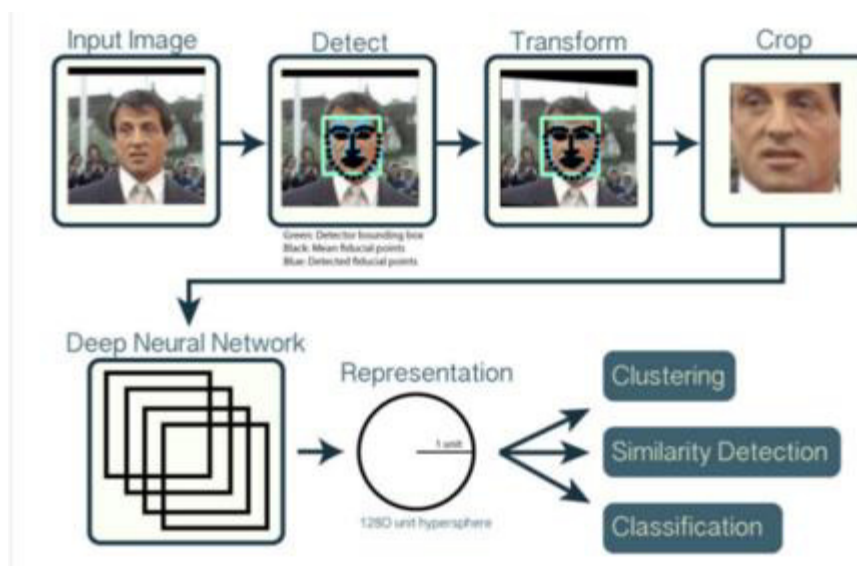 Input Image
Detect
Transform
Crop
Green: Detector bounding box
Black: Mean fiducial points
Blue: Detected fiducial points
Deep Neural Network
Representation
1 unit
128D unit hypersphere
Clustering
Similarity Detection
Classification